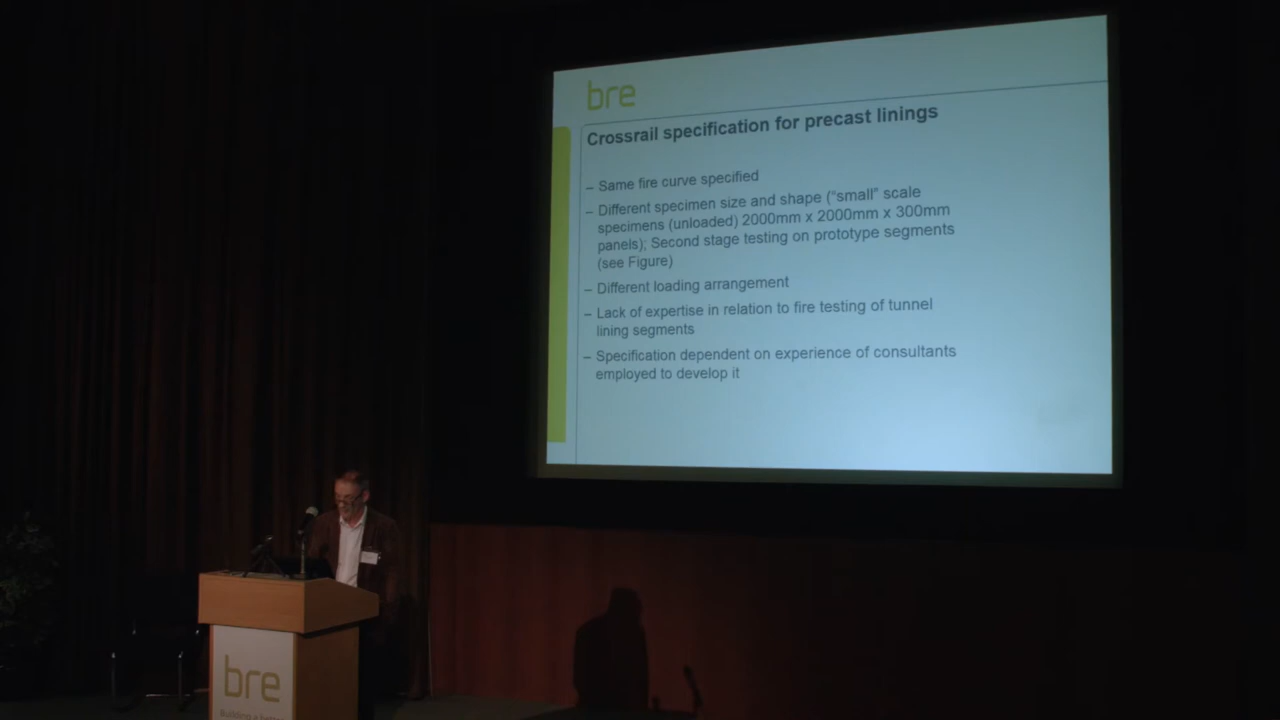 bre
Crossrail specification for precast linings
– Same fire curve specified
– Different specimen size and shape (“small” scale
specimens (unloaded) 2000mm x 2000mm x 300mm
panels); Second stage testing on prototype segments
(see Figure)
– Different loading arrangement
– Lack of expertise in relation to fire testing of tunnel
lining segments
– Specification dependent on experience of consultants
employed to develop it
bre
Building a better